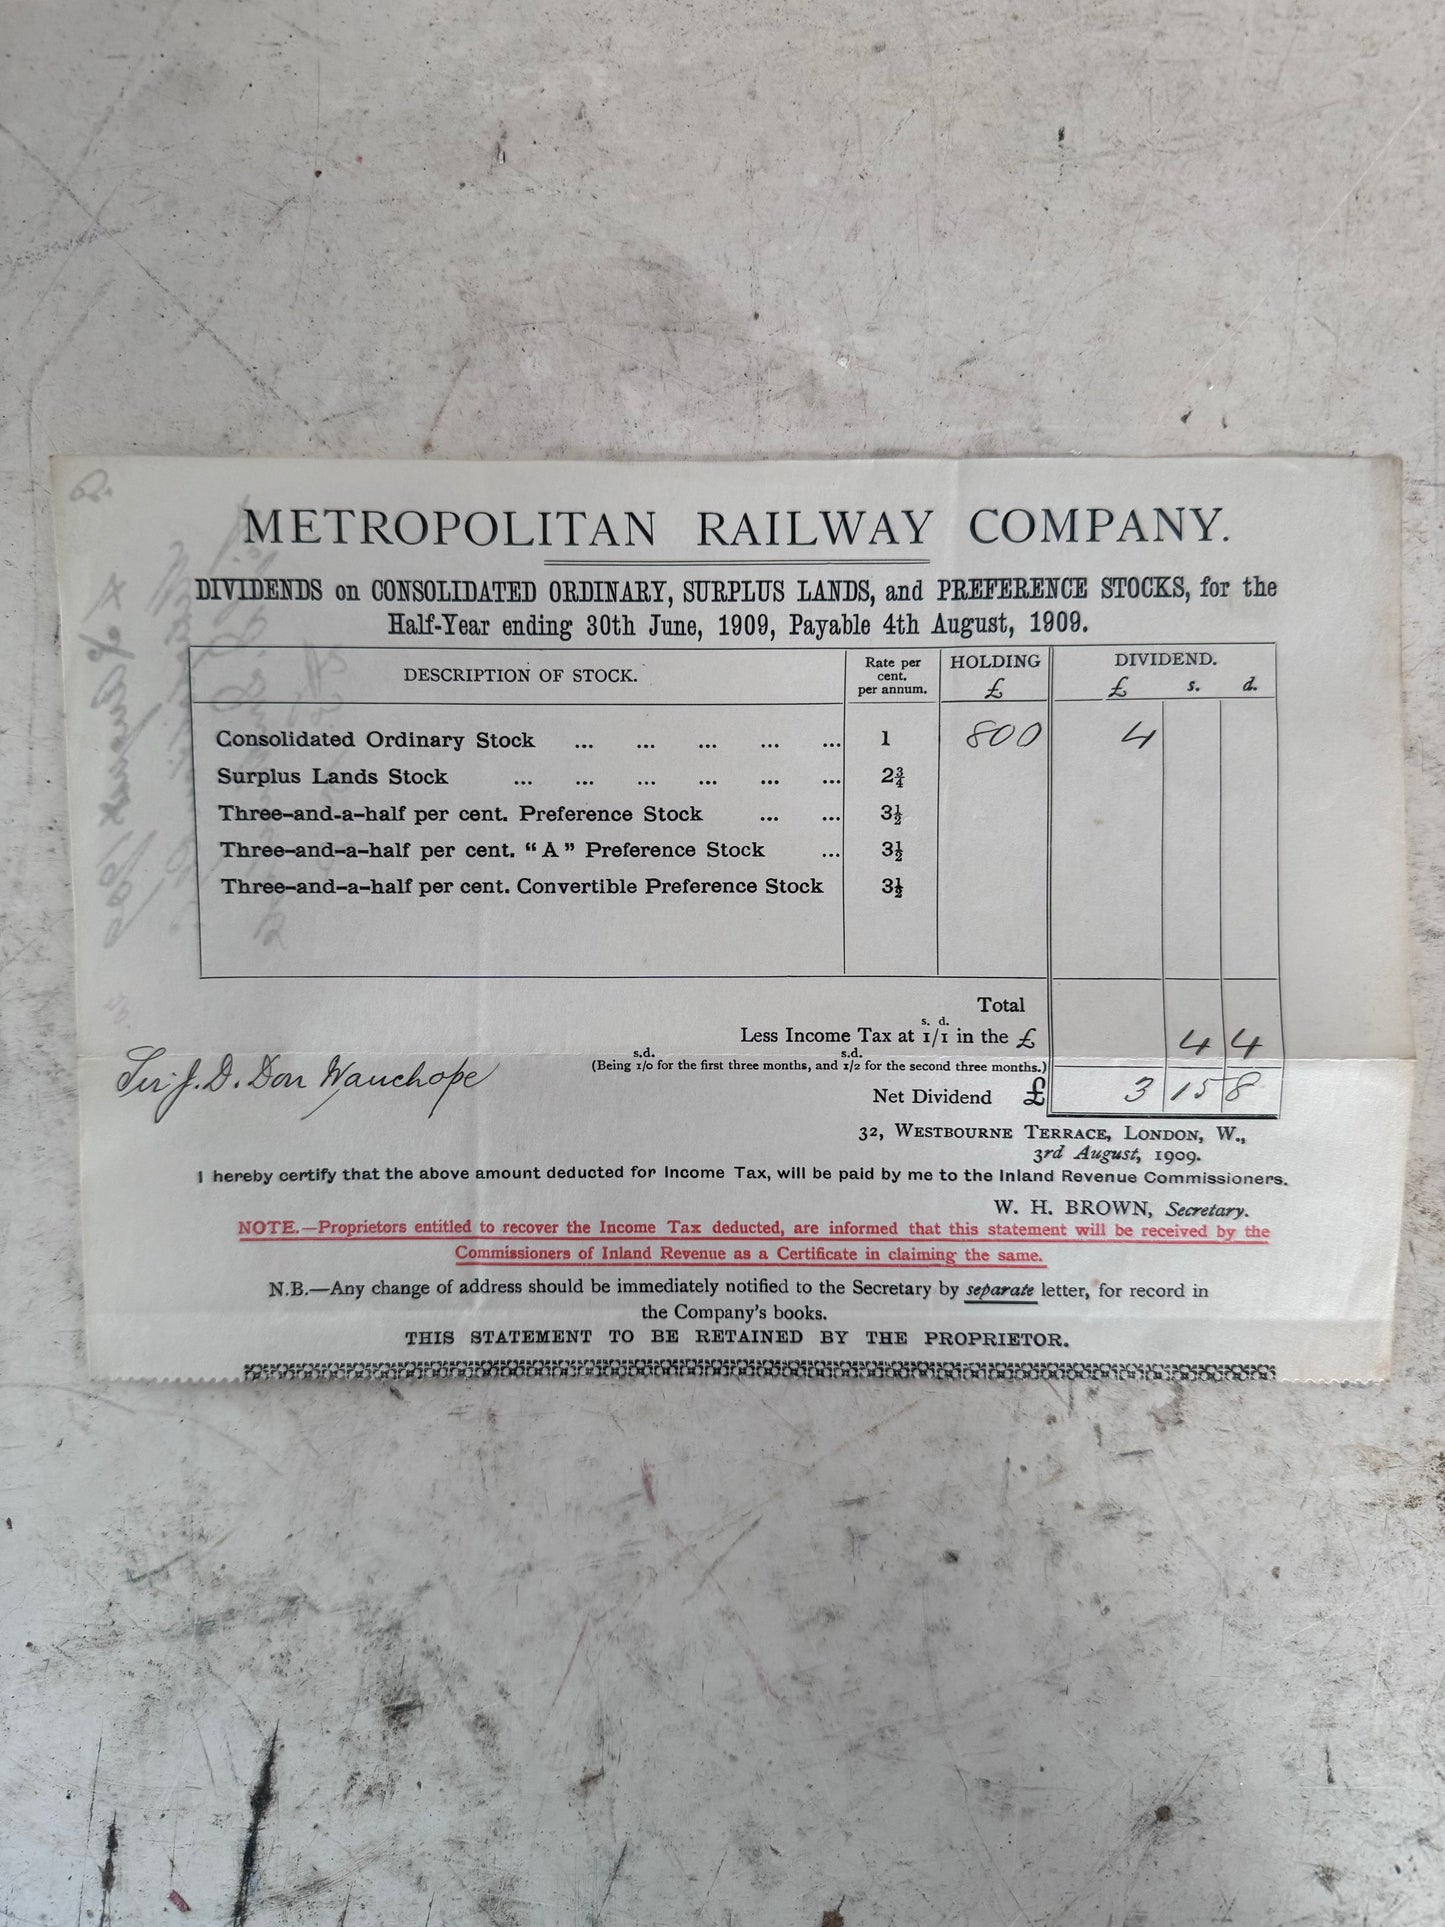 METROPOLITAN RAILWAY COMPANY.
DIVIDENDS on CONSOLIDATED ORDINARY, SURPLUS LANDS, and PREFERENCE STOCKS, for the
Half-Year ending 30th June, 1909, Payable 4th August, 1909.
DESCRIPTION OF STOCK. Rate per cent. per annum. HOLDING £ DIVIDEND. £ s. d.
Consolidated Ordinary Stock ... ... ... ... ... 1 800 4
Surplus Lands Stock ... ... ... ... ... ... 2¾
Three-and-a-half per cent. Preference Stock ... ... 3½
Three-and-a-half per cent. "A" Preference Stock ... 3½
Three-and-a-half per cent. Convertible Preference Stock 3½
Total
s. d.
Less Income Tax at 1/1 in the £ 4 4
s.d. s.d.
(Being 1/0 for the first three months, and 1/2 for the second three months.)
Sir J. D. Don Wauchope
Net Dividend £ 3 15 8
32, WESTBOURNE TERRACE, LONDON, W.,
3rd August, 1909.
I hereby certify that the above amount deducted for Income Tax, will be paid by me to the Inland Revenue Commissioners.
W. H. BROWN, Secretary.
NOTE.—Proprietors entitled to recover the Income Tax deducted, are informed that this statement will be received by the
Commissioners of Inland Revenue as a Certificate in claiming the same.
N.B.—Any change of address should be immediately notified to the Secretary by separate letter, for record in
the Company's books.
THIS STATEMENT TO BE RETAINED BY THE PROPRIETOR.